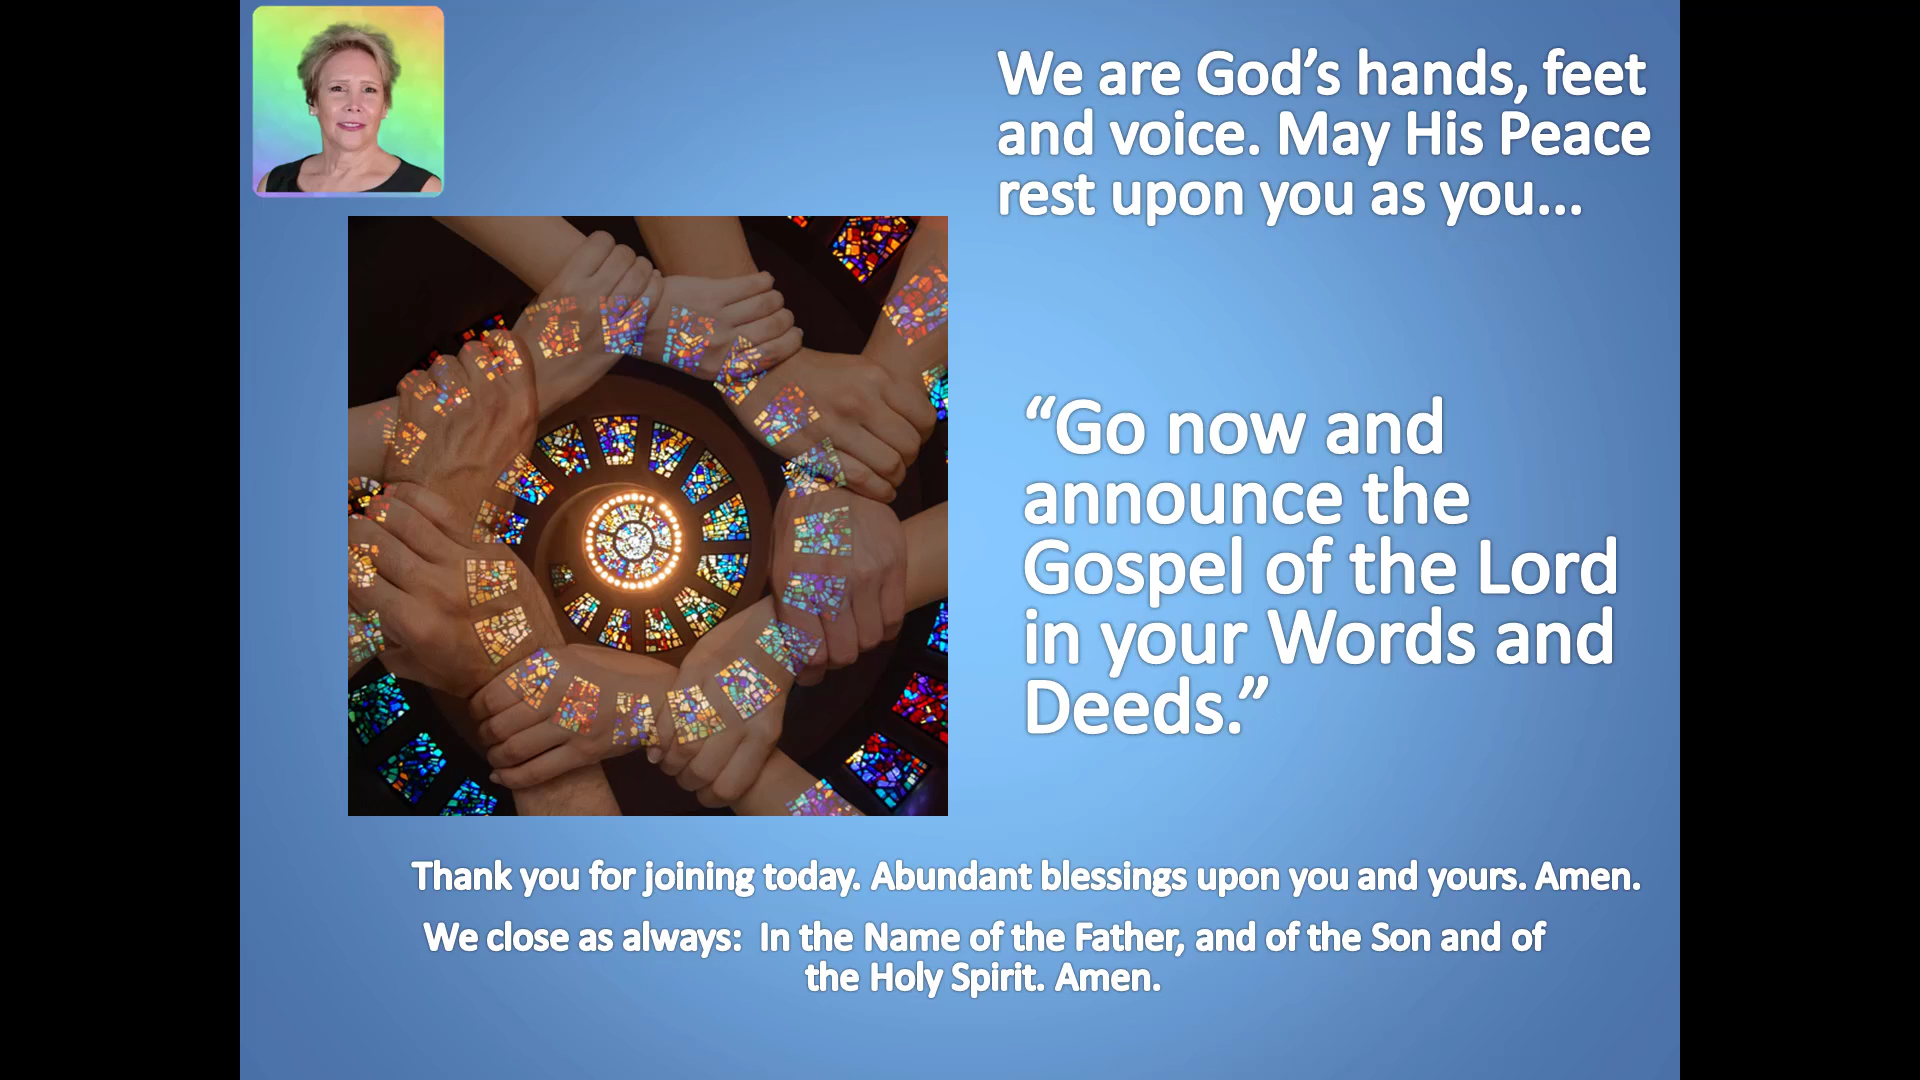 We are God’s hands, feet
and voice. May His Peace
rest upon you as you...
“Go now and
announce the
Gospel of the Lord
in your Words and
Deeds.”
Thank you for joining today. Abundant blessings upon you and yours. Amen.
We close as always:  In the Name of the Father, and of the Son and of
the Holy Spirit. Amen.